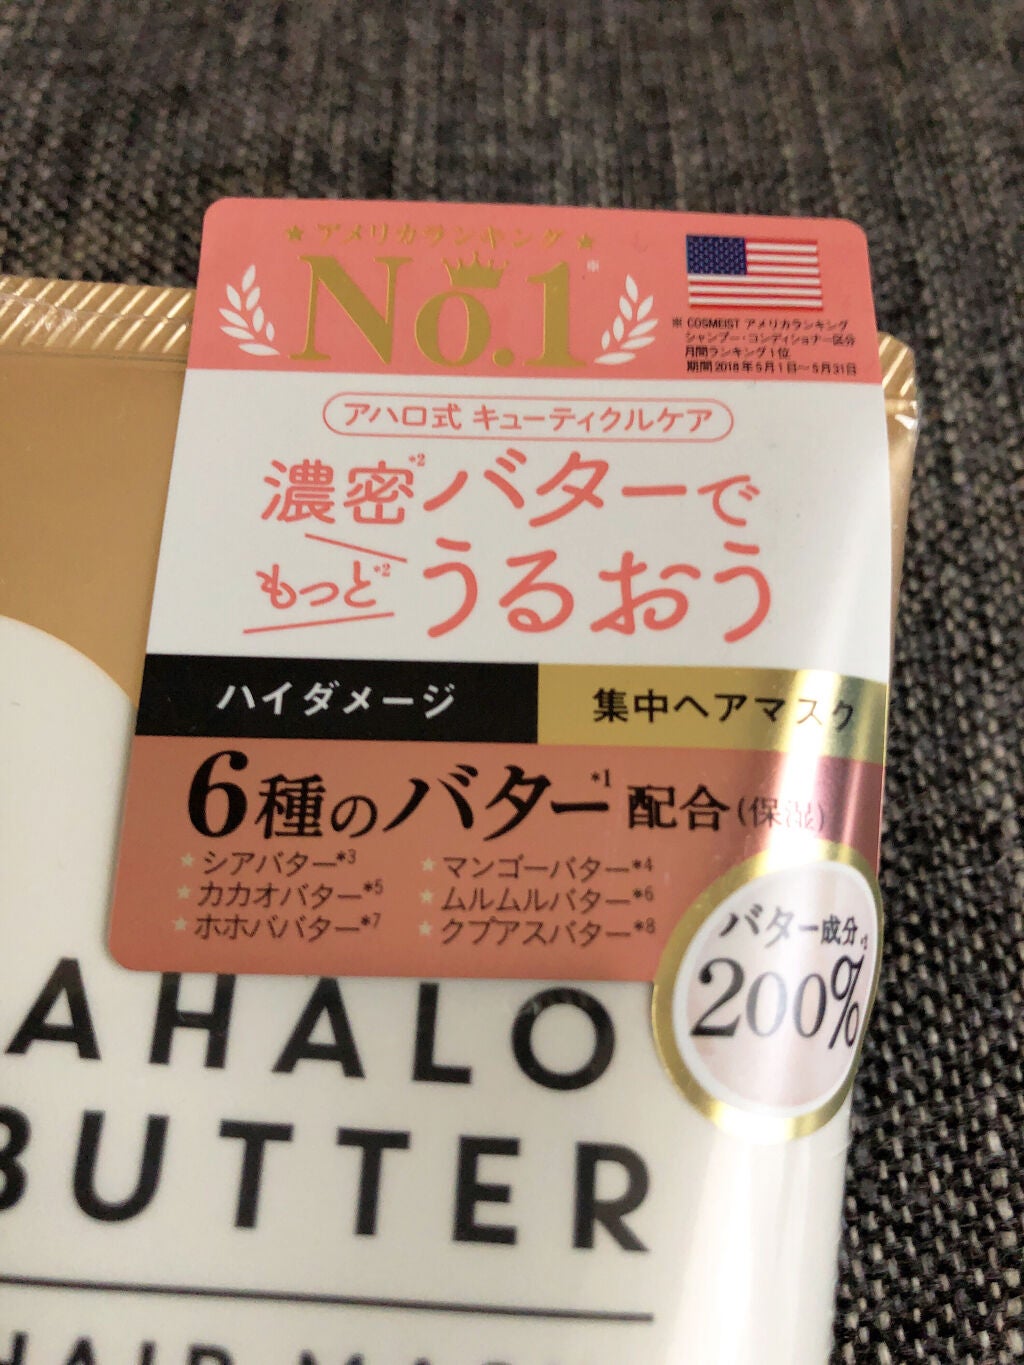 ★ アメリカランキング ★
No.1※
※ COSMEIST アメリカランキング
シャンプー・コンディショナー区分
月間ランキング1位
期間 2018年5月1日〜5月31日
アハロ式 キューティクルケア
濃密*2バターで
もっと*2うるおう
ハイダメージ
集中ヘアマスク
6種のバター*1配合(保湿)
★シアバター*3 ★マンゴーバター*4
★カカオバター*5 ★ムルムルバター*6
★ホホババター*7 ★クプアスバター*8
バター成分
200%
AHALO
BUTTER
HAIR